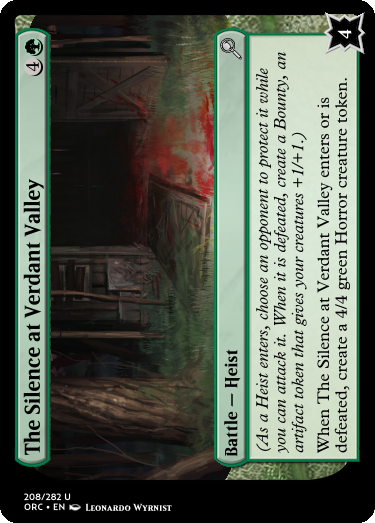 The Silence at Verdant Valley 4
Battle — Heist
4
(As a Heist enters, choose an opponent to protect it while
you can attack it. When it is defeated, create a Bounty, an
artifact token that gives your creatures +1/+1.)
When The Silence at Verdant Valley enters or is
defeated, create a 4/4 green Horror creature token.
208/282 U
ORC • EN LEONARDO WYRNIST